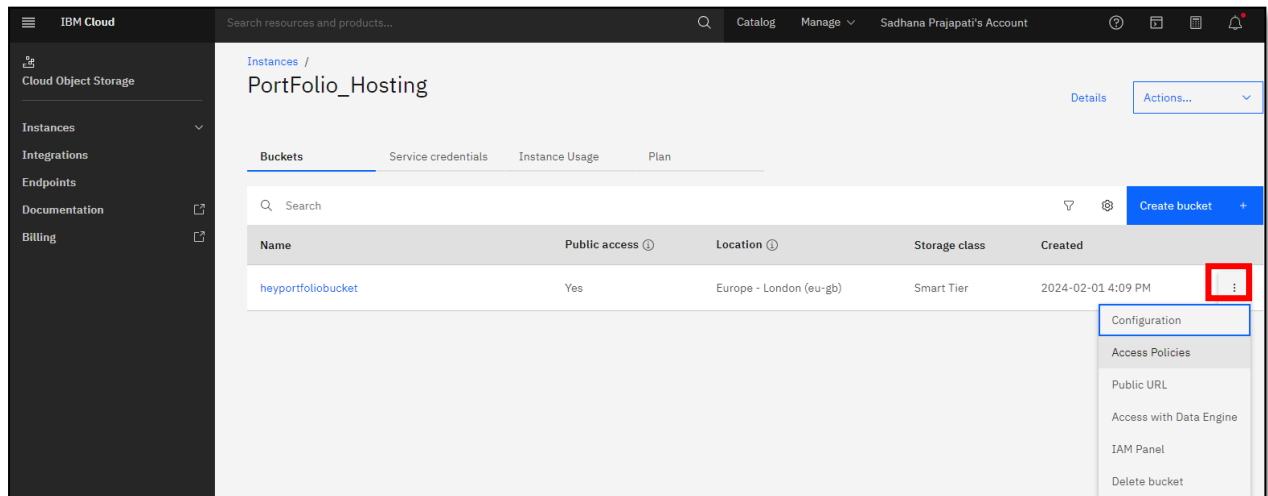 IBM Cloud
Search resources and products...
Catalog
Manage
Sadhana Prajapati's Account
Cloud Object Storage
Instances
Integrations
Endpoints
Documentation
Billing
Instances /
PortFolio_Hosting
Details
Actions...
Buckets
Service credentials
Instance Usage
Plan
Search
Create bucket +
Name
Public access
Location
Storage class
Created
heyportfoliobucket
Yes
Europe - London (eu-gb)
Smart Tier
2024-02-01 4:09 PM
Configuration
Access Policies
Public URL
Access with Data Engine
IAM Panel
Delete bucket